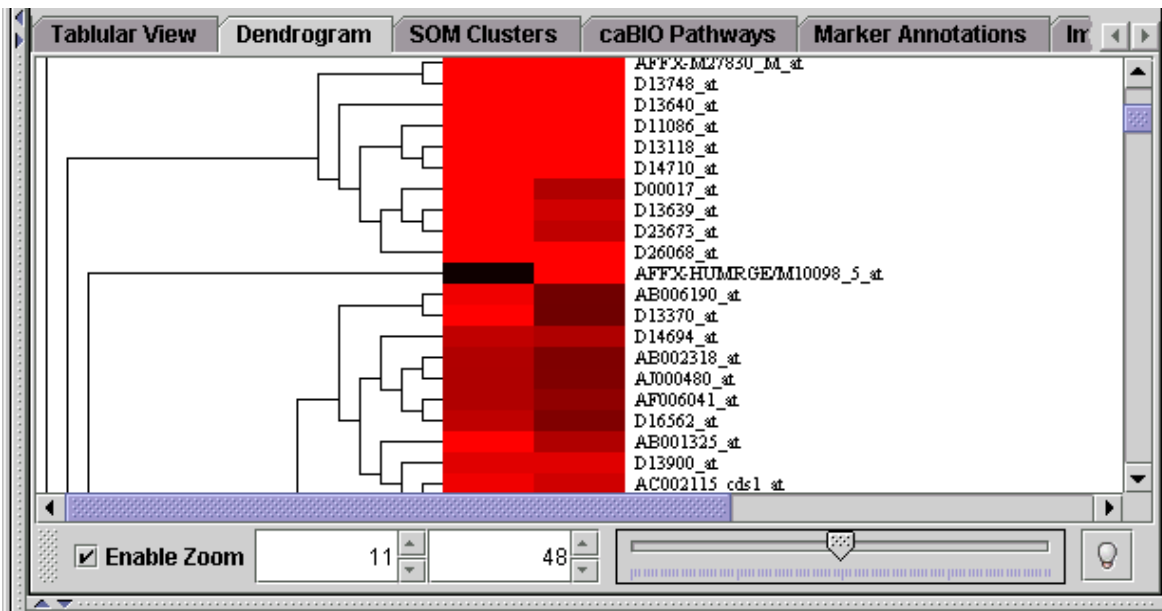 Tablular View Dendrogram SOM Clusters caBIO Pathways Marker Annotations
AFFX-M27830_M_at
D13748_at
D13640_at
D11086_at
D13118_at
D14710_at
D00017_at
D13639_at
D23673_at
D26068_at
AFFX-HUMRGE/M10098_5_at
AB006190_at
D13370_at
D14694_at
AB002318_at
AJ000480_at
AF006041_at
D16562_at
AB001325_at
D13900_at
AC002115_cds1_at
Enable Zoom 11 48